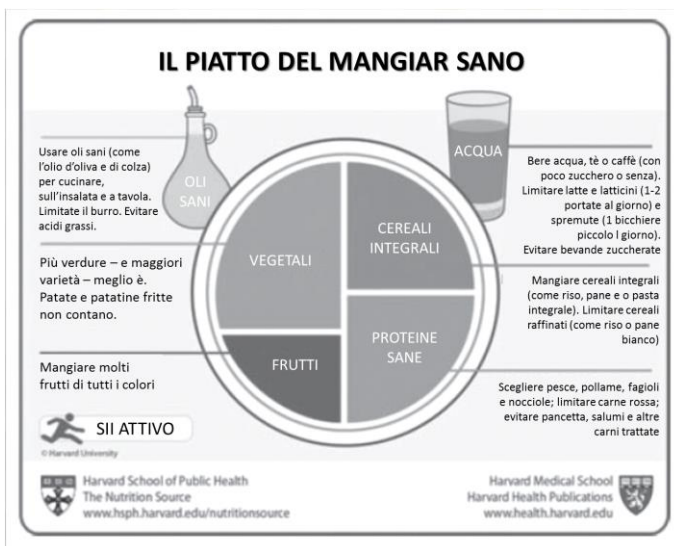 IL PIATTO DEL MANGIAR SANO
Usare oli sani (come
l'olio d'oliva e di colza)
per cucinare,
sull'insalata e a tavola.
Limitate il burro. Evitare
acidi grassi.
OLI
SANI
ACQUA
Bere acqua, tè o caffè (con
poco zucchero o senza).
Limitare latte e latticini (1-2
portate al giorno) e
spremute (1 bicchiere
piccolo l giorno).
Evitare bevande zuccherate
VEGETALI
CEREALI
INTEGRALI
Più verdure – e maggiori
varietà – meglio è.
Patate e patatine fritte
non contano.
Mangiare cereali integrali
(come riso, pane e o pasta
integrale). Limitare cereali
raffinati (come riso o pane
bianco)
FRUTTI
PROTEINE
SANE
Mangiare molti
frutti di tutti i colori
Scegliere pesce, pollame, fagioli
e nocciole; limitare carne rossa;
evitare pancetta, salumi e altre
carni trattate
SII ATTIVO
© Harvard University
Harvard School of Public Health
The Nutrition Source
www.hsph.harvard.edu/nutritionsource
Harvard Medical School
Harvard Health Publications
www.health.harvard.edu